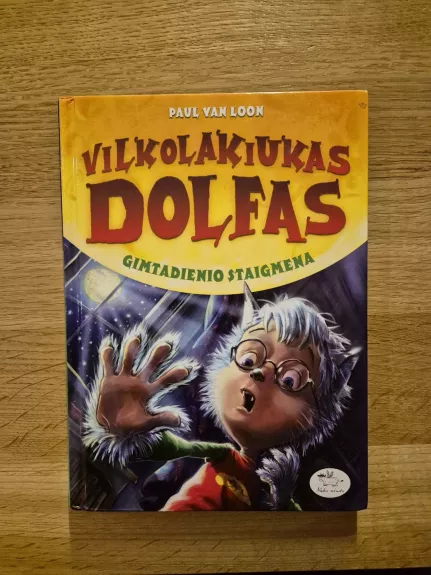 PAUL VAN LOON
VILKOLAKIUKAS
DOLFAS
GIMTADIENIO STAIGMENA